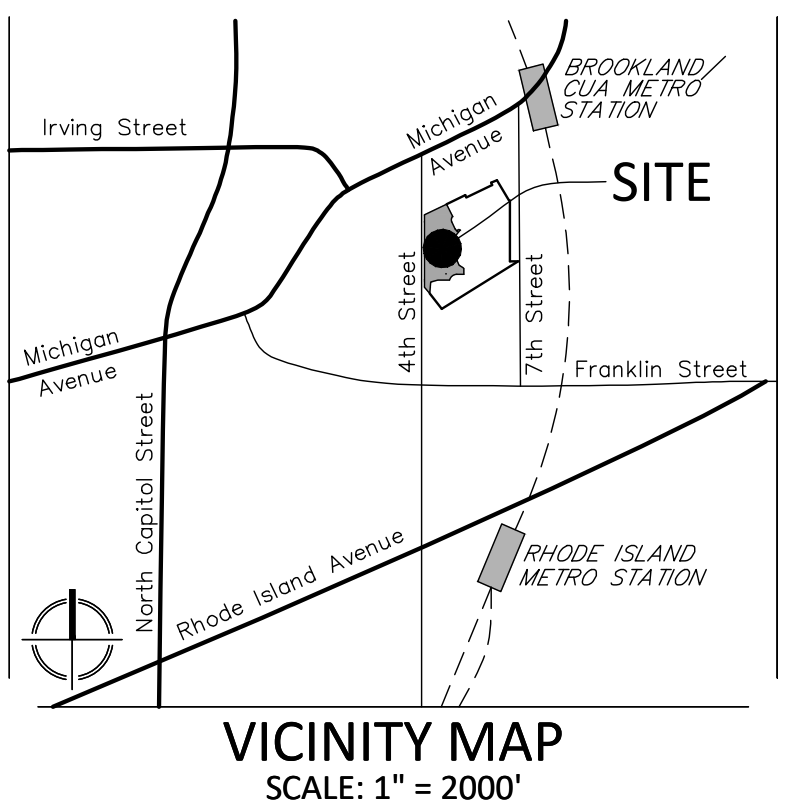 BROOKLAND/
CUA METRO
STATION
Irving Street
Michigan
Avenue
SITE
4th Street
7th Street
Michigan
Avenue
Franklin Street
North Capitol Street
Rhode Island Avenue
RHODE ISLAND
METRO STATION
VICINITY MAP
SCALE: 1" = 2000'